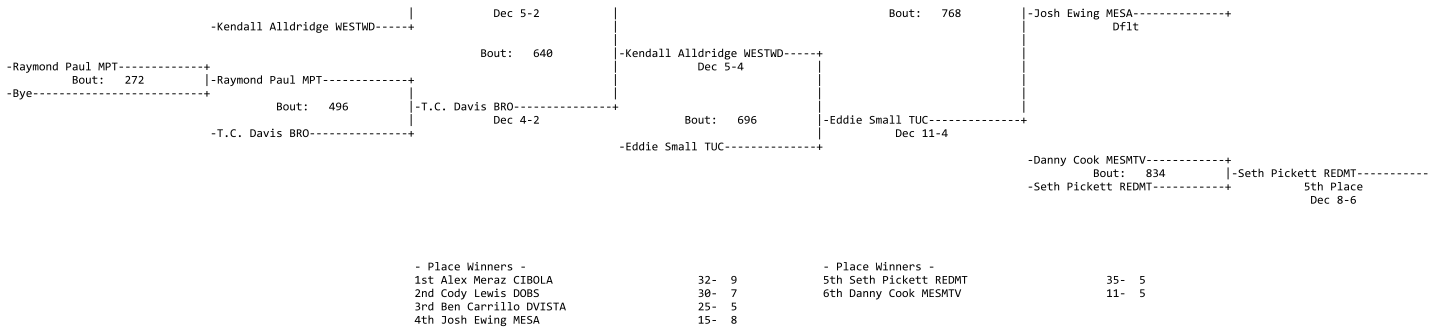 Dec 5-2 Bout: 768 -Josh Ewing MESA--------------+
-Kendall Alldridge WESTWD-----+ Dflt
Bout: 640 -Kendall Alldridge WESTWD-----+
-Raymond Paul MPT-------------+ Dec 5-4
Bout: 272 |-Raymond Paul MPT-------------+
-Bye--------------------------+
Bout: 496 |-T.C. Davis BRO---------------+
Dec 4-2 Bout: 696 |-Eddie Small TUC--------------+
-T.C. Davis BRO---------------+ Dec 11-4
-Eddie Small TUC--------------+
-Danny Cook MESMTV------------+
Bout: 834 |-Seth Pickett REDMT-----------
-Seth Pickett REDMT-----------+ 5th Place
Dec 8-6
- Place Winners - - Place Winners -
1st Alex Meraz CIBOLA 32- 9 5th Seth Pickett REDMT 35- 5
2nd Cody Lewis DOBS 30- 7 6th Danny Cook MESMTV 11- 5
3rd Ben Carrillo DVISTA 25- 5
4th Josh Ewing MESA 15- 8